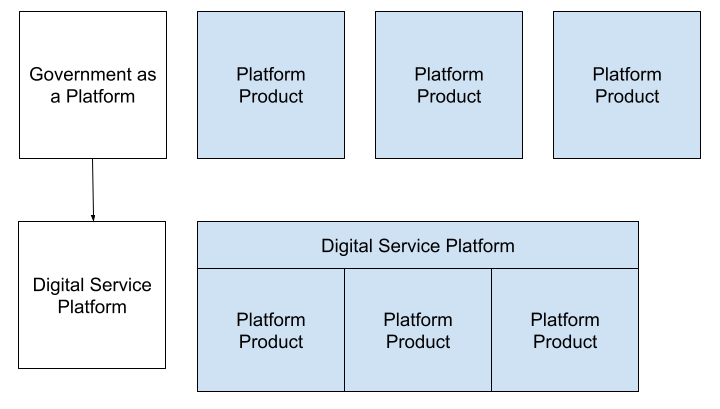 Government as
a Platform
Platform
Product
Platform
Product
Platform
Product
Digital Service
Platform
Digital Service Platform
Platform
Product
Platform
Product
Platform
Product